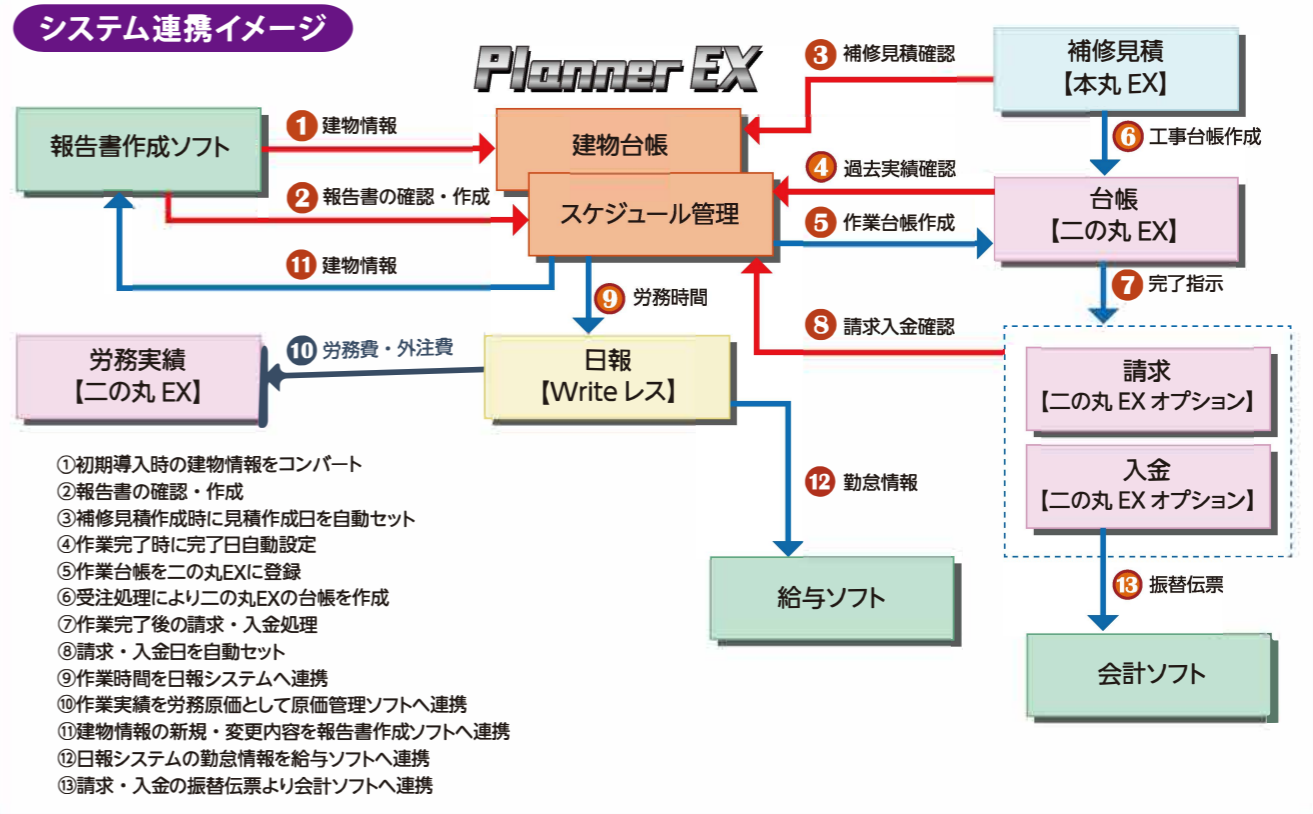 システム連携イメージ
Planner EX
報告書作成ソフト
❶ 建物情報
❷ 報告書の確認・作成
⓫ 建物情報
建物台帳
スケジュール管理
❸ 補修見積確認
❹ 過去実績確認
❺ 作業台帳作成
補修見積
【本丸 EX】
❻ 工事台帳作成
台帳
【二の丸 EX】
❼ 完了指示
❽ 請求入金確認
❾ 労務時間
労務実績
【二の丸 EX】
❿ 労務費・外注費
日報
【Write レス】
請求
【二の丸 EX オプション】
入金
【二の丸 EX オプション】
⓬ 勤怠情報
給与ソフト
⓭ 振替伝票
会計ソフト
①初期導入時の建物情報をコンバート
②報告書の確認・作成
③補修見積作成時に見積作成日を自動セット
④作業完了時に完了日自動設定
⑤作業台帳を二の丸EXに登録
⑥受注処理により二の丸EXの台帳を作成
⑦作業完了後の請求・入金処理
⑧請求・入金日を自動セット
⑨作業時間を日報システムへ連携
⑩作業実績を労務原価として原価管理ソフトへ連携
⑪建物情報の新規・変更内容を報告書作成ソフトへ連携
⑫日報システムの勤怠情報を給与ソフトへ連携
⑬請求・入金の振替伝票より会計ソフトへ連携